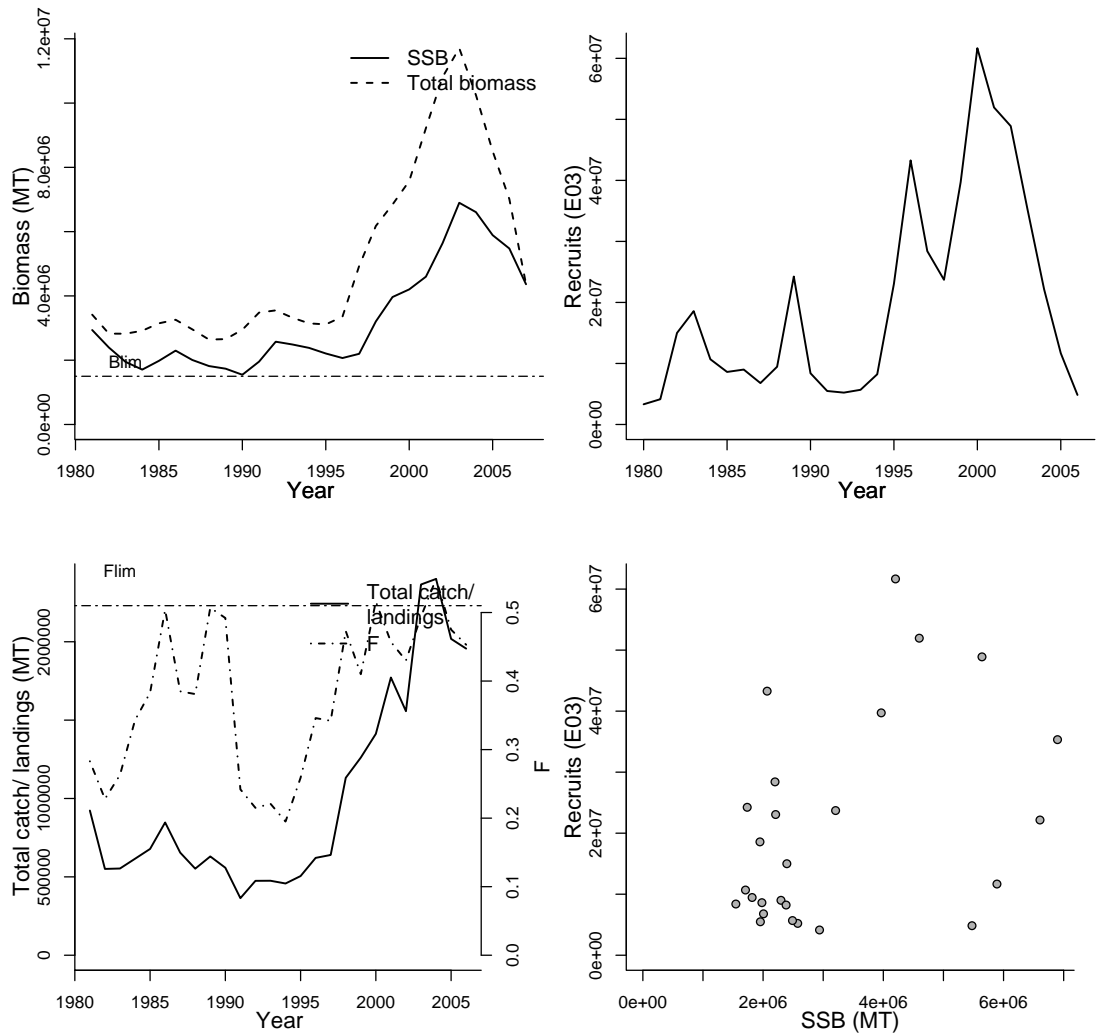 SSB
Total biomass
Blim
Biomass (MT)
0.0e+00 4.0e+06 8.0e+06 1.2e+07
1980 1985 1990 1995 2000 2005
Year
Recruits (E03)
0e+00 2e+07 4e+07 6e+07
1980 1985 1990 1995 2000 2005
Year
Flim
Total catch/
landings
F
Total catch/ landings (MT)
0 500000 1000000 2000000
0.0 0.1 0.2 0.3 0.4 0.5
F
1980 1985 1990 1995 2000 2005
Year
Recruits (E03)
0e+00 2e+07 4e+07 6e+07
0e+00 2e+06 4e+06 6e+06
SSB (MT)